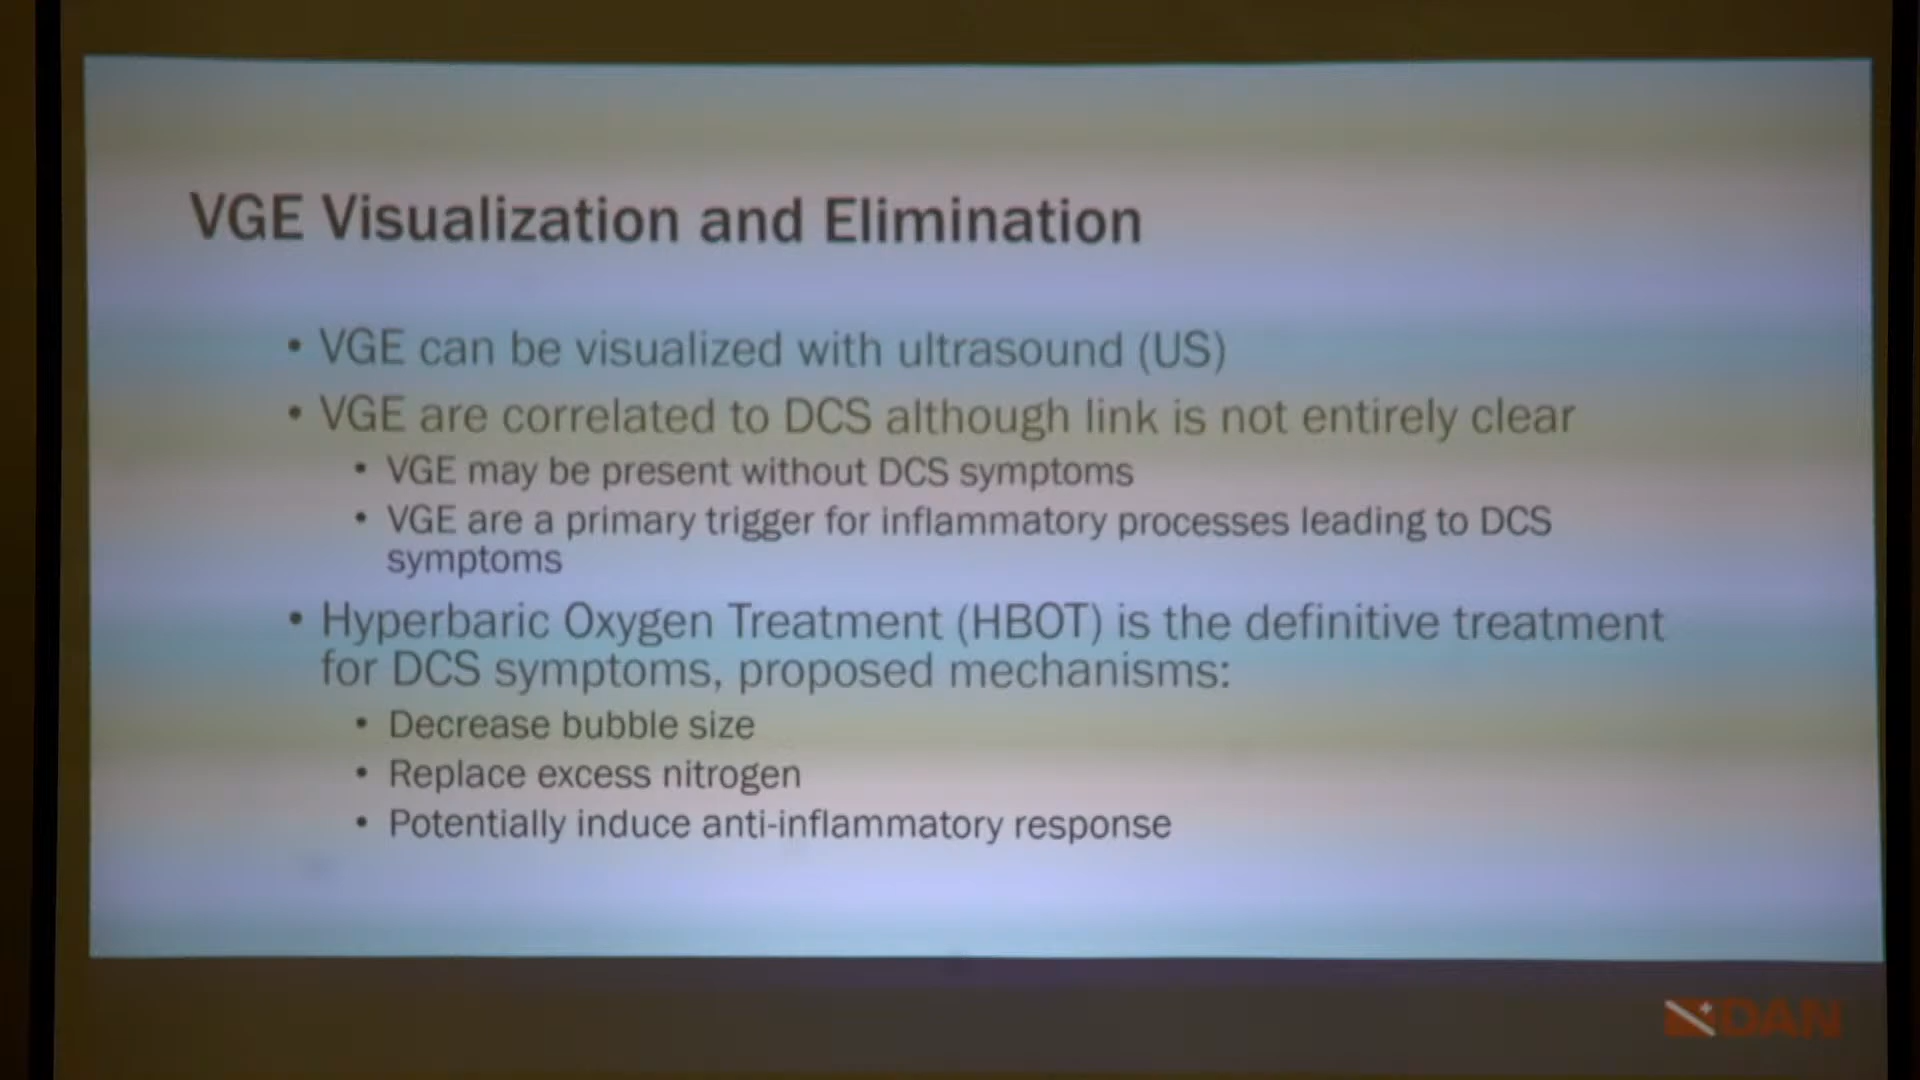 VGE Visualization and Elimination
• VGE can be visualized with ultrasound (US)
• VGE are correlated to DCS although link is not entirely clear
• VGE may be present without DCS symptoms
• VGE are a primary trigger for inflammatory processes leading to DCS
symptoms
• Hyperbaric Oxygen Treatment (HBOT) is the definitive treatment
for DCS symptoms, proposed mechanisms:
• Decrease bubble size
• Replace excess nitrogen
• Potentially induce anti-inflammatory response
DAN